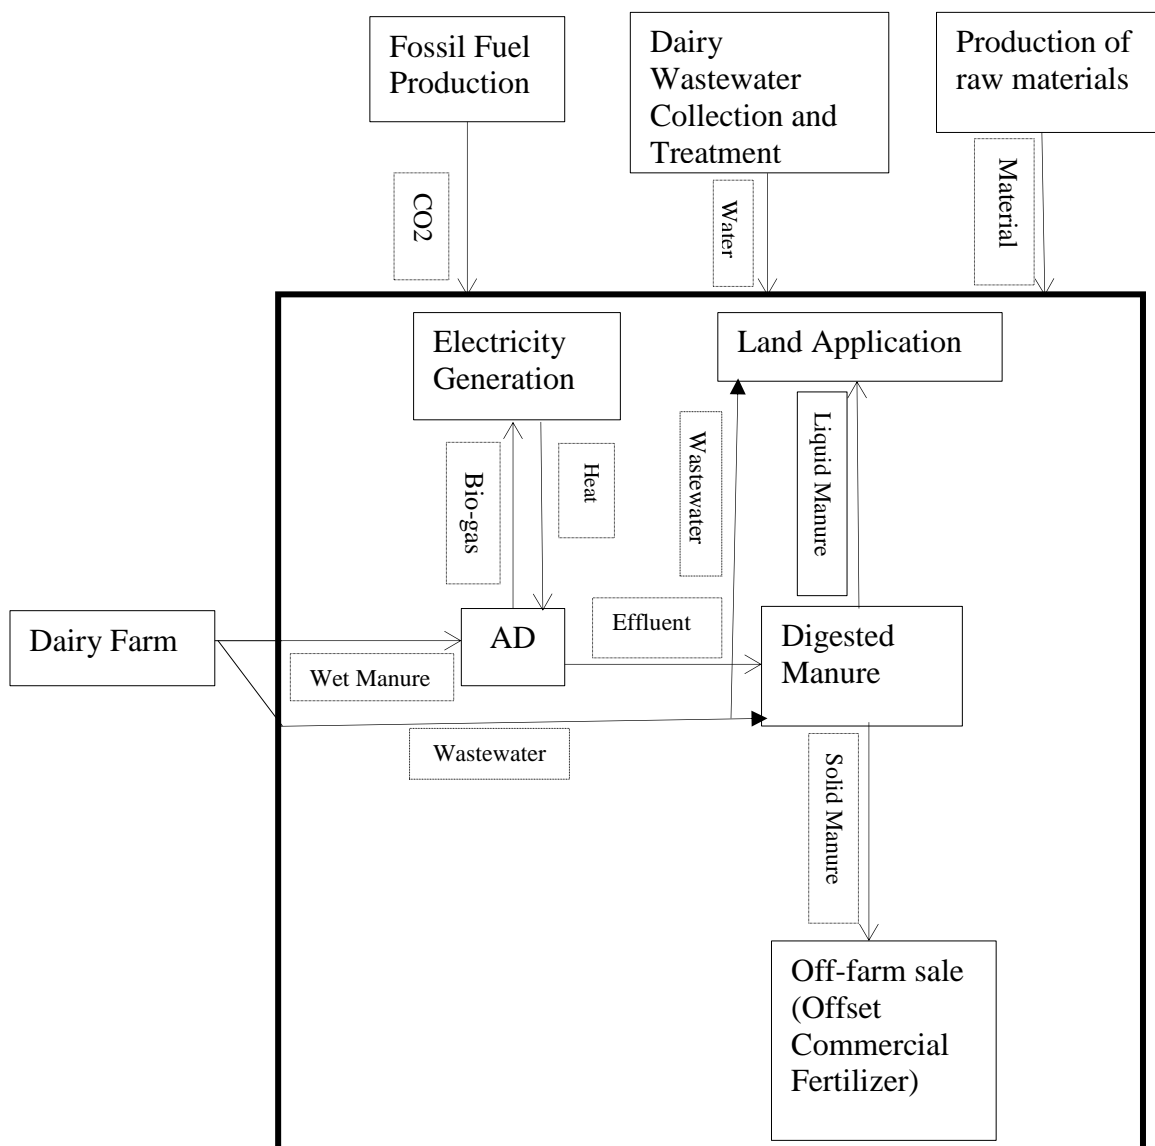 Fossil Fuel
Production
Dairy
Wastewater
Collection and
Treatment
Production of
raw materials
CO2
Water
Material
Electricity
Generation
Land Application
Bio-gas
Heat
Wastewater
Liquid Manure
Dairy Farm
Wet Manure
AD
Effluent
Digested
Manure
Wastewater
Solid Manure
Off-farm sale
(Offset
Commercial
Fertilizer)